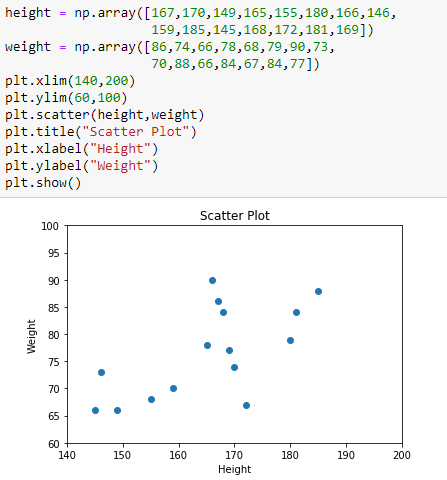 height = np.array([167,170,149,165,155,180,166,146,
159,185,145,168,172,181,169])
weight = np.array([86,74,66,78,68,79,90,73,
70,88,66,84,67,84,77])
plt.xlim(140,200)
plt.ylim(60,100)
plt.scatter(height,weight)
plt.title("Scatter Plot")
plt.xlabel("Height")
plt.ylabel("Weight")
plt.show()
Scatter Plot
100
95
90
85
80
75
70
65
60
Weight
140 150 160 170 180 190 200
Height